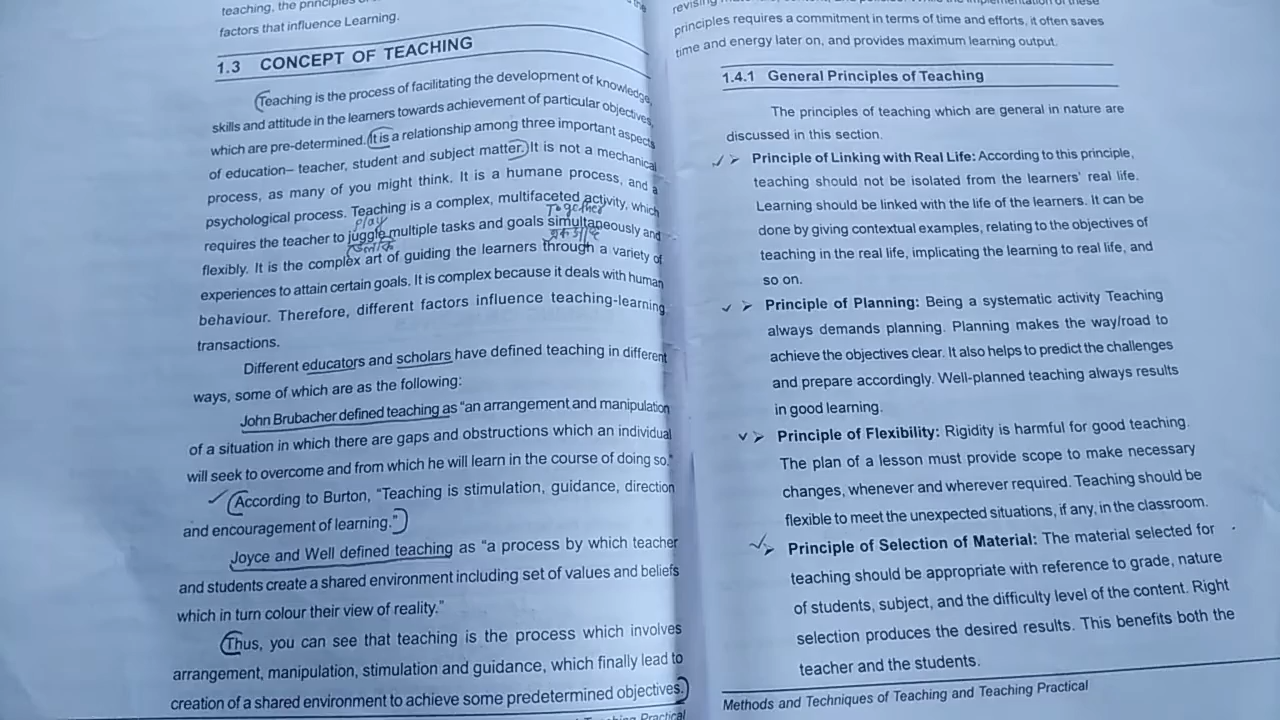 teaching, the principles
factors that influence Learning.
1.3 CONCEPT OF TEACHING
Teaching is the process of facilitating the development of knowledge,
skills and attitude in the learners towards achievement of particular objectives,
which are pre-determined. It is a relationship among three important aspects
of education– teacher, student and subject matter. It is not a mechanical
process, as many of you might think. It is a humane process, and a
psychological process. Teaching is a complex, multifaceted activity, which
play Together
requires the teacher to juggle multiple tasks and goals simultaneously and
flexibly. It is the complex art of guiding the learners through a variety of
experiences to attain certain goals. It is complex because it deals with human
behaviour. Therefore, different factors influence teaching-learning
transactions.
Different educators and scholars have defined teaching in different
ways, some of which are as the following:
John Brubacher defined teaching as “an arrangement and manipulation
of a situation in which there are gaps and obstructions which an individual
will seek to overcome and from which he will learn in the course of doing so.”
According to Burton, “Teaching is stimulation, guidance, direction
and encouragement of learning.”
Joyce and Well defined teaching as “a process by which teacher
and students create a shared environment including set of values and beliefs
which in turn colour their view of reality.”
Thus, you can see that teaching is the process which involves
arrangement, manipulation, stimulation and guidance, which finally lead to
creation of a shared environment to achieve some predetermined objectives.
Practical
revising
principles requires a commitment in terms of time and efforts, it often saves
time and energy later on, and provides maximum learning output.
1.4.1 General Principles of Teaching
The principles of teaching which are general in nature are
discussed in this section.
➢ Principle of Linking with Real Life: According to this principle,
teaching should not be isolated from the learners' real life.
Learning should be linked with the life of the learners. It can be
done by giving contextual examples, relating to the objectives of
teaching in the real life, implicating the learning to real life, and
so on.
➢ Principle of Planning: Being a systematic activity Teaching
always demands planning. Planning makes the way/road to
achieve the objectives clear. It also helps to predict the challenges
and prepare accordingly. Well-planned teaching always results
in good learning.
➢ Principle of Flexibility: Rigidity is harmful for good teaching.
The plan of a lesson must provide scope to make necessary
changes, whenever and wherever required. Teaching should be
flexible to meet the unexpected situations, if any, in the classroom.
➢ Principle of Selection of Material: The material selected for
teaching should be appropriate with reference to grade, nature
of students, subject, and the difficulty level of the content. Right
selection produces the desired results. This benefits both the
teacher and the students.
Methods and Techniques of Teaching and Teaching Practical